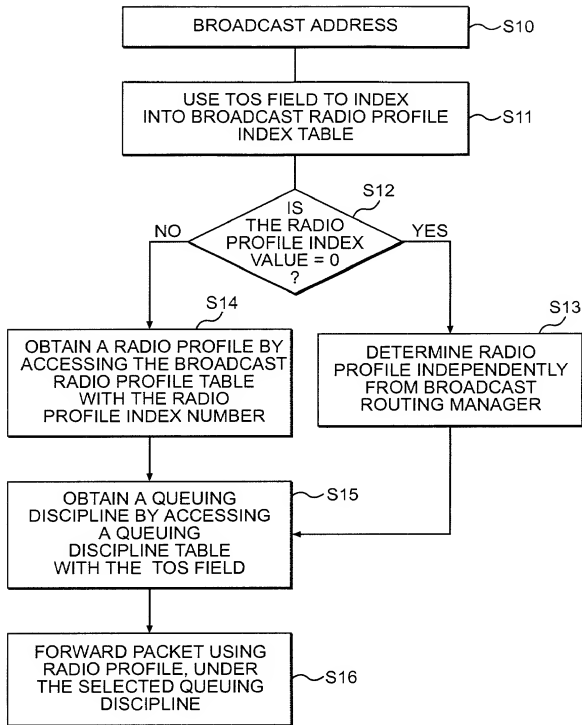 BROADCAST ADDRESS
S10
USE TOS FIELD TO INDEX
INTO BROADCAST RADIO PROFILE
INDEX TABLE
S11
S12
IS
THE RADIO
PROFILE INDEX
VALUE = 0
?
NO
YES
S14
OBTAIN A RADIO PROFILE BY
ACCESSING THE BROADCAST
RADIO PROFILE TABLE
WITH THE RADIO
PROFILE INDEX NUMBER
S13
DETERMINE RADIO
PROFILE INDEPENDENTLY
FROM BROADCAST
ROUTING MANAGER
OBTAIN A QUEUING
DISCIPLINE BY ACCESSING
A QUEUING
DISCIPLINE TABLE
WITH THE TOS FIELD
S15
FORWARD PACKET USING
RADIO PROFILE, UNDER
THE SELECTED QUEUING
DISCIPLINE
S16